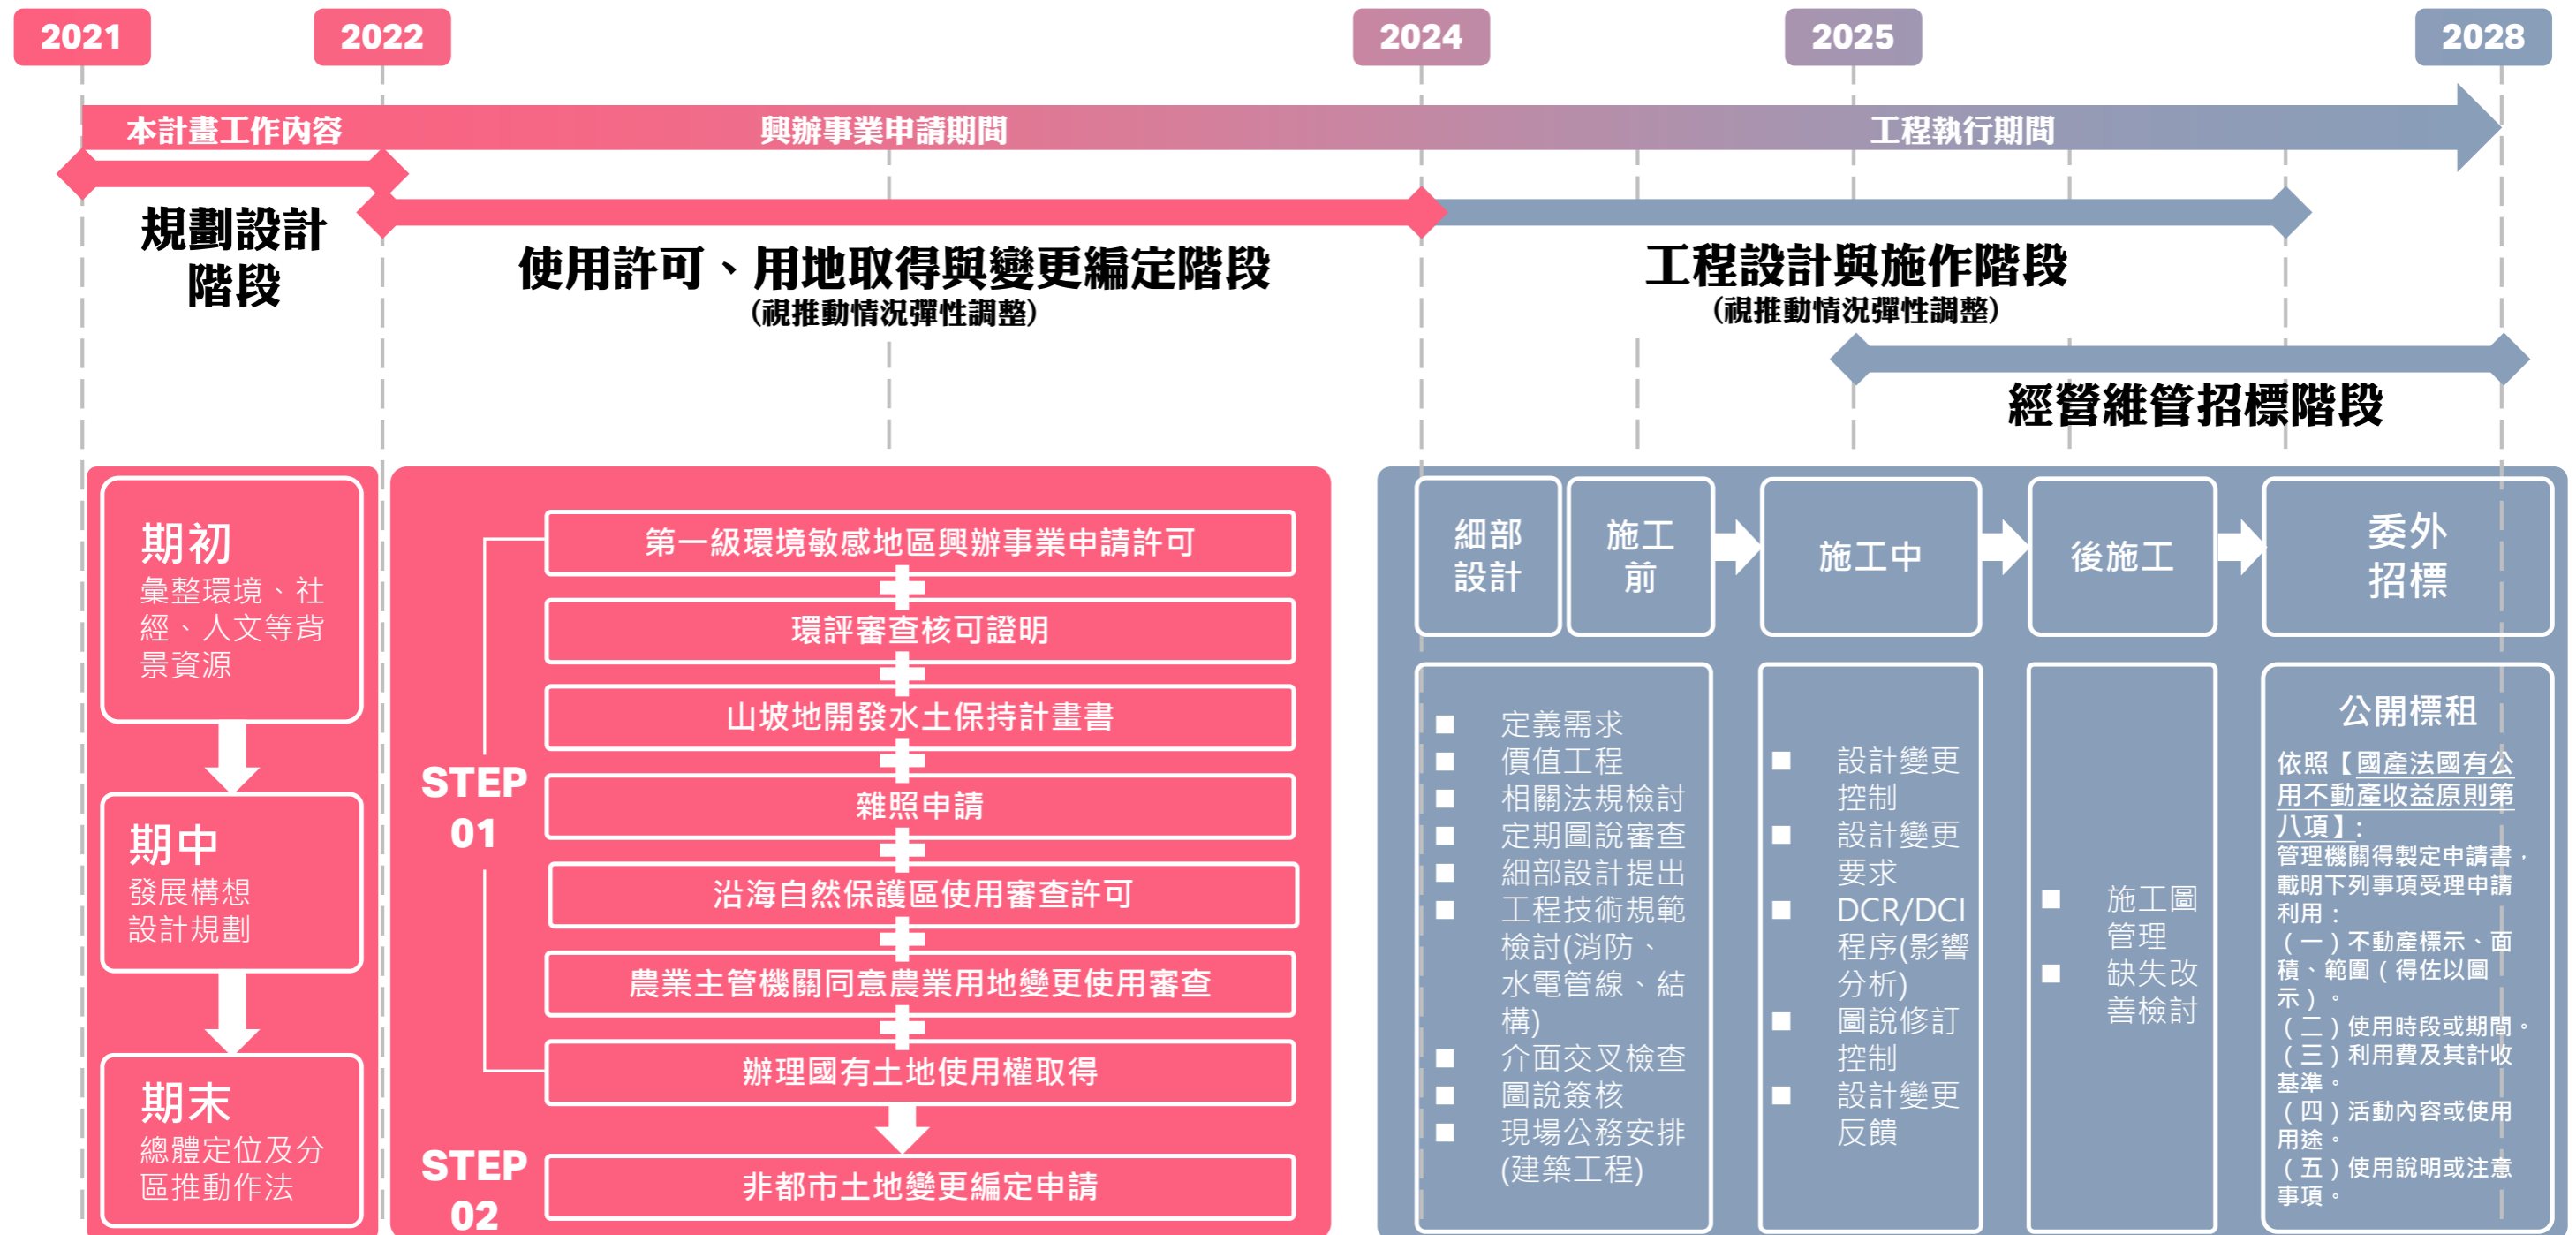 2021
2022
2024
2025
2028
本計畫工作內容
興辦事業申請期間
工程執行期間
規劃設計
階段
使用許可、用地取得與變更編定階段
(視推動情況彈性調整)
工程設計與施作階段
(視推動情況彈性調整)
經營維管招標階段
期初
彙整環境、社
經、人文等背
景資源
期中
發展構想
設計規劃
期末
總體定位及分
區推動作法
STEP
01
第一級環境敏感地區興辦事業申請許可
環評審查核可證明
山坡地開發水土保持計畫書
雜照申請
沿海自然保護區使用審查許可
農業主管機關同意農業用地變更使用審查
辦理國有土地使用權取得
STEP
02
非都市土地變更編定申請
細部
設計
施工
前
施工中
後施工
委外
招標
■ 定義需求
■ 價值工程
■ 相關法規檢討
■ 定期圖說審查
■ 細部設計提出
■ 工程技術規範
檢討(消防、
水電管線、結
構)
■ 介面交叉檢查
■ 圖說簽核
■ 現場公務安排
(建築工程)
■ 設計變更
控制
■ 設計變更
要求
■ DCR/DCI
程序(影響
分析)
■ 圖說修訂
控制
■ 設計變更
反饋
■ 施工圖
管理
■ 缺失改
善檢討
公開標租
依照【國產法國有公
用不動產收益原則第
八項】:
管理機關得製定申請書，
載明下列事項受理申請
利用：
（一）不動產標示、面
積、範圍（得佐以圖
示）。
（二）使用時段或期間。
（三）利用費及其計收
基準。
（四）活動內容或使用
用途。
（五）使用說明或注意
事項。